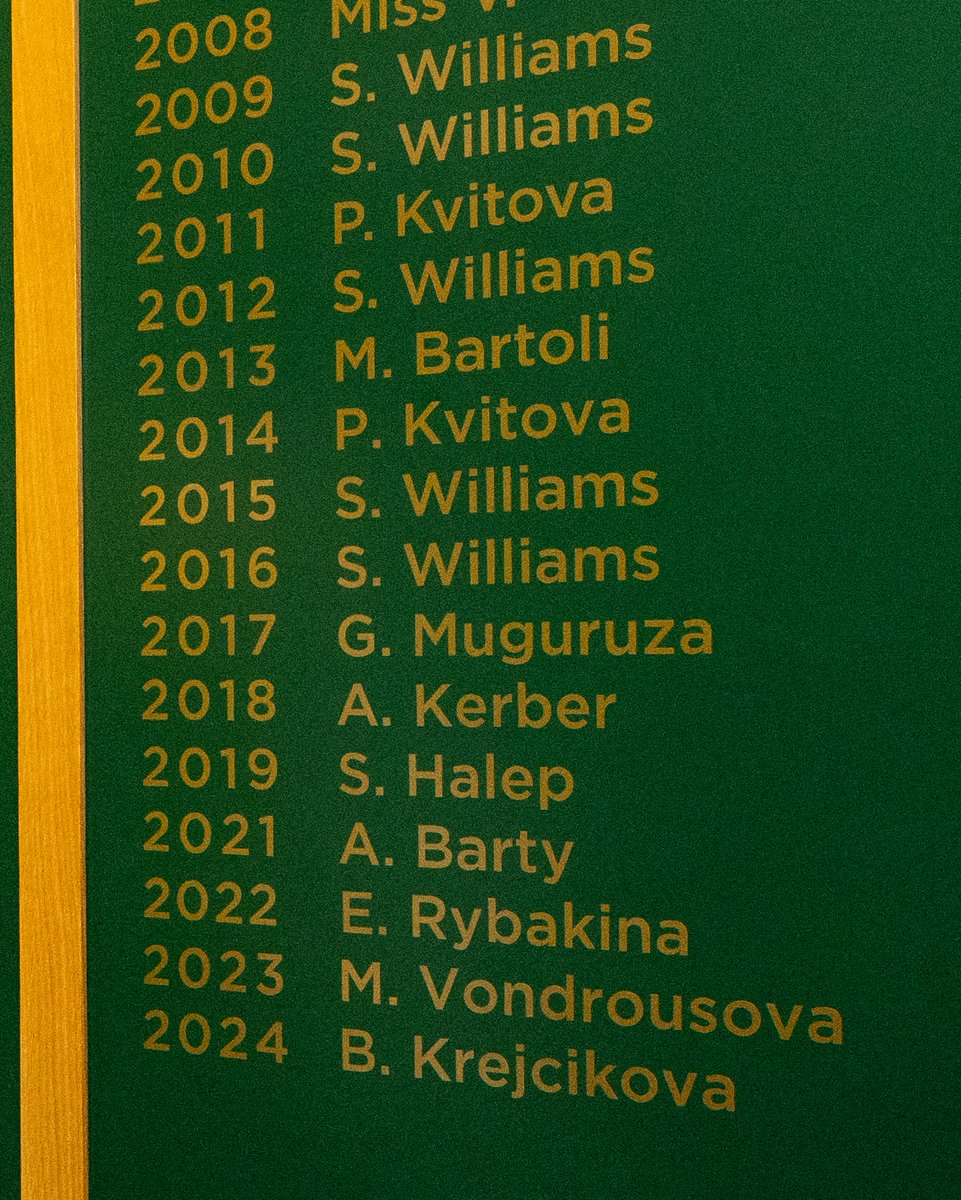 2008 Miss
2009 S. Williams
2010 S. Williams
2011 P. Kvitova
2012 S. Williams
2013 M. Bartoli
2014 P. Kvitova
2015 S. Williams
2016 S. Williams
2017 G. Muguruza
2018 A. Kerber
2019 S. Halep
2021 A. Barty
2022 E. Rybakina
2023 M. Vondrousova
2024 B. Krejcikova